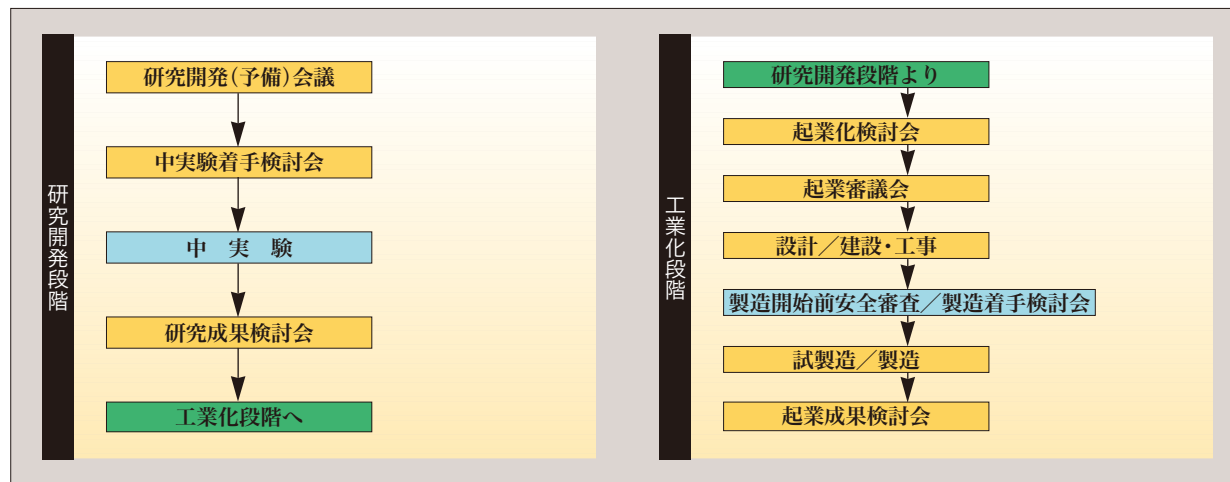 研究開発段階
研究開発(予備)会議
中実験着手検討会
中 実 験
研究成果検討会
工業化段階へ
工業化段階
研究開発段階より
起業化検討会
起業審議会
設計／建設・工事
製造開始前安全審査／製造着手検討会
試製造／製造
起業成果検討会